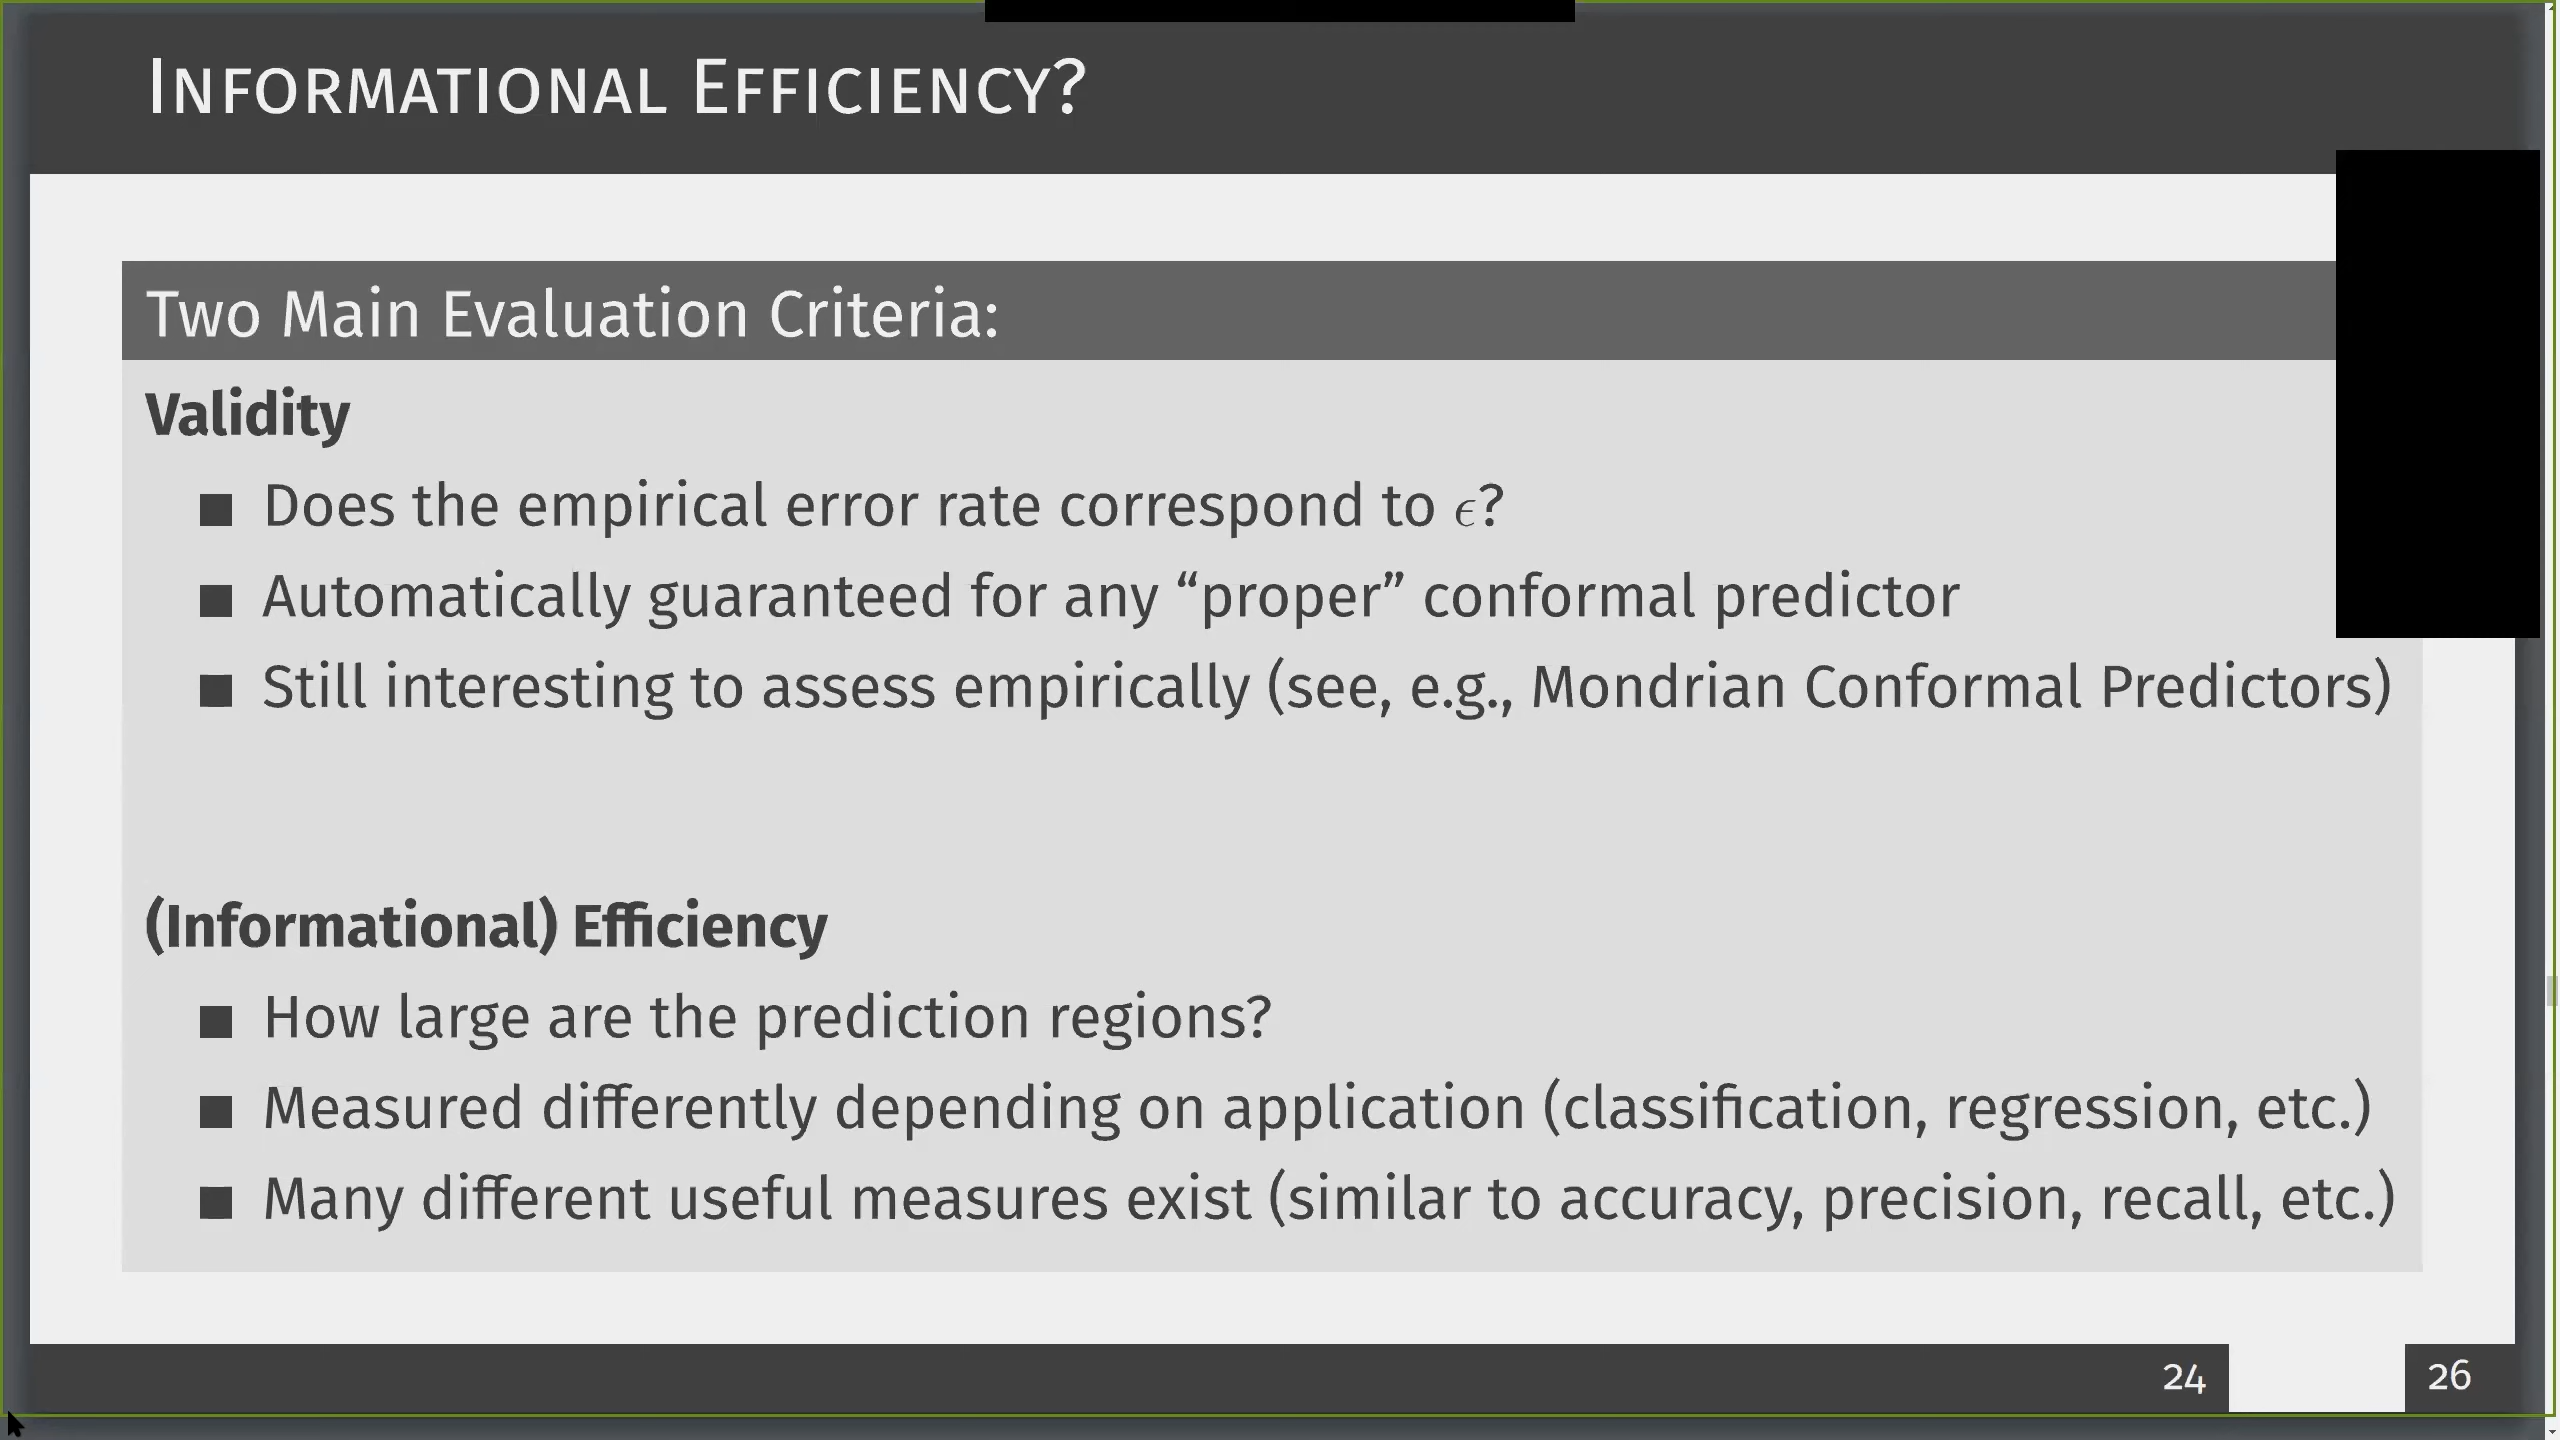 Informational Efficiency?
Two Main Evaluation Criteria:
Validity
■ Does the empirical error rate correspond to ϵ?
■ Automatically guaranteed for any “proper” conformal predictor
■ Still interesting to assess empirically (see, e.g., Mondrian Conformal Predictors)
(Informational) Efficiency
■ How large are the prediction regions?
■ Measured differently depending on application (classification, regression, etc.)
■ Many different useful measures exist (similar to accuracy, precision, recall, etc.)
24 26